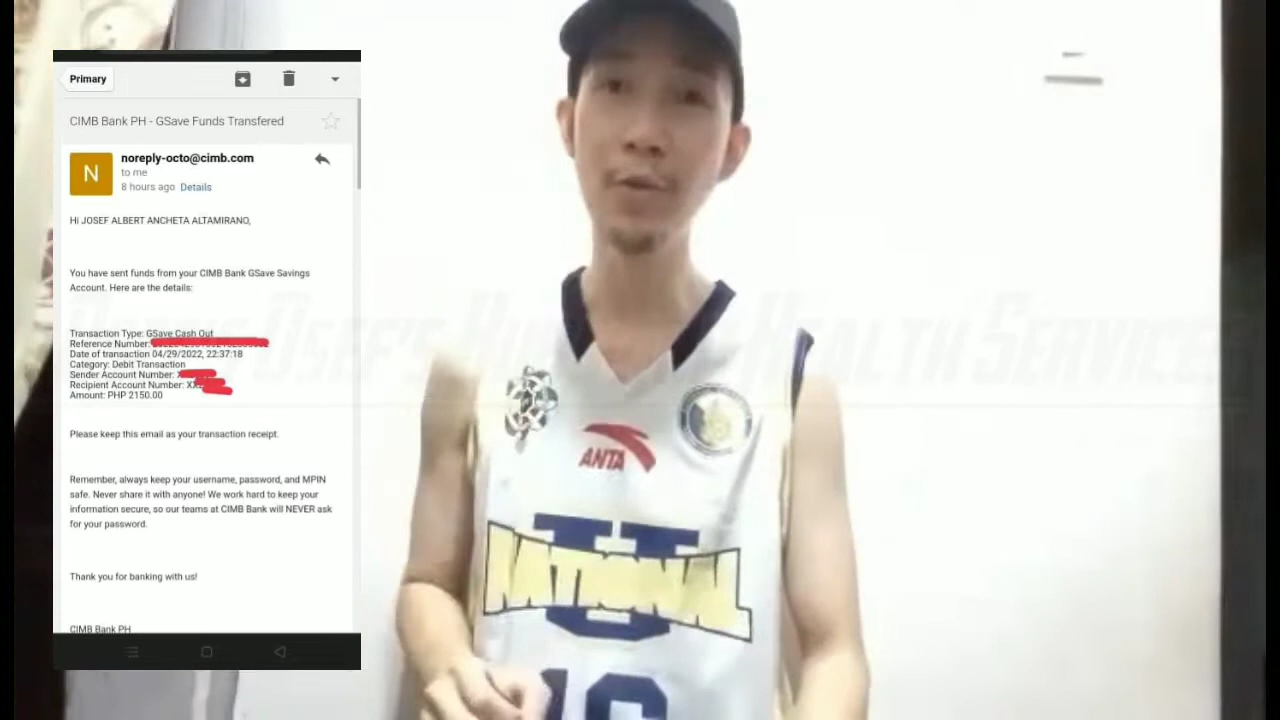 Primary
CIMB Bank PH - GSave Funds Transfered
N
noreply-octo@cimb.com
to me
8 hours ago Details
Hi JOSEF ALBERT ANCHETA ALTAMIRANO,
You have sent funds from your CIMB Bank GSave Savings
Account. Here are the details:
Transaction Type: GSave Cash Out
Reference Number:
Date of transaction 04/29/2022, 22:37:18
Category: Debit Transaction
Sender Account Number:
Recipient Account Number:
Amount: PHP 2150.00
Please keep this email as your transaction receipt.
Remember, always keep your username, password, and MPIN
safe. Never share it with anyone! We work hard to keep your
information secure, so our teams at CIMB Bank will NEVER ask
for your password.
Thank you for banking with us!
CIMB Bank PH
ANTA
U
NATIONAL
16
Health Services